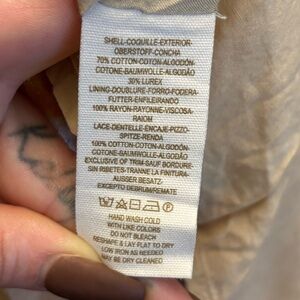 SHELL-COQUILLE-EXTERIOR-
OBERSTOFF-CONCHA
70% COTTON-COTON-ALGODÓN-
COTONE-BAUMWOLLE-ALGODÃO
30% LUREX
LINING-DOUBLURE-FORRO-FODERA-
FUTTER-ENFILEIRANDO
100% RAYON-RAYONNE-VISCOSA-
RAIOM
LACE-DENTELLE-ENCAJE-PIZZO-
SPITZE-RENDA
100% COTTON-COTON-ALGODÓN-
COTONE-BAUMWOLLE-ALGODÃO
EXCLUSIVE OF TRIM-SAUF BORDURE-
SIN RIBETES-TRANNE LA FINITURA-
AUSSER BESATZ-
EXCEPTO DEBRUM/REMATE
HAND WASH COLD
WITH LIKE COLORS
DO NOT BLEACH
RESHAPE & LAY FLAT TO DRY
LOW IRON AS NEEDED
MAY BE DRY CLEANED